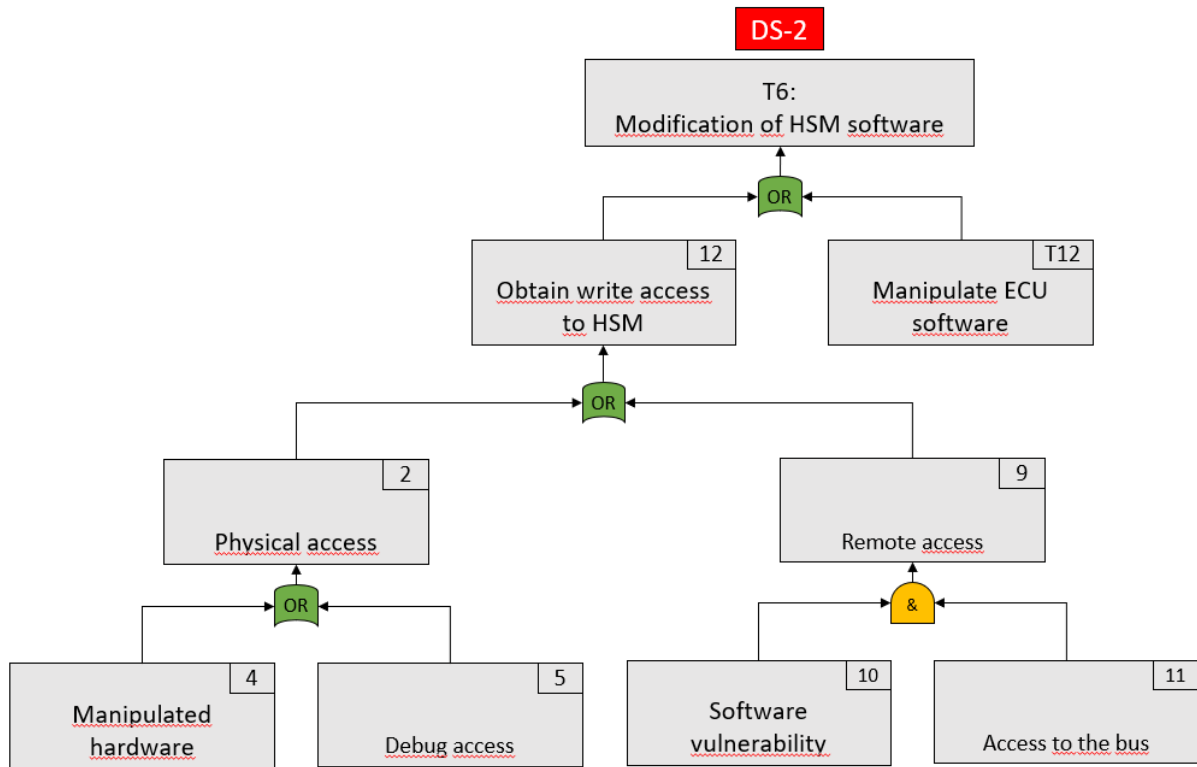 DS-2
T6:
Modification of HSM software
OR
12
Obtain write access
to HSM
T12
Manipulate ECU
software
OR
2
Physical access
9
Remote access
OR
&
4
Manipulated
hardware
5
Debug access
10
Software
vulnerability
11
Access to the bus